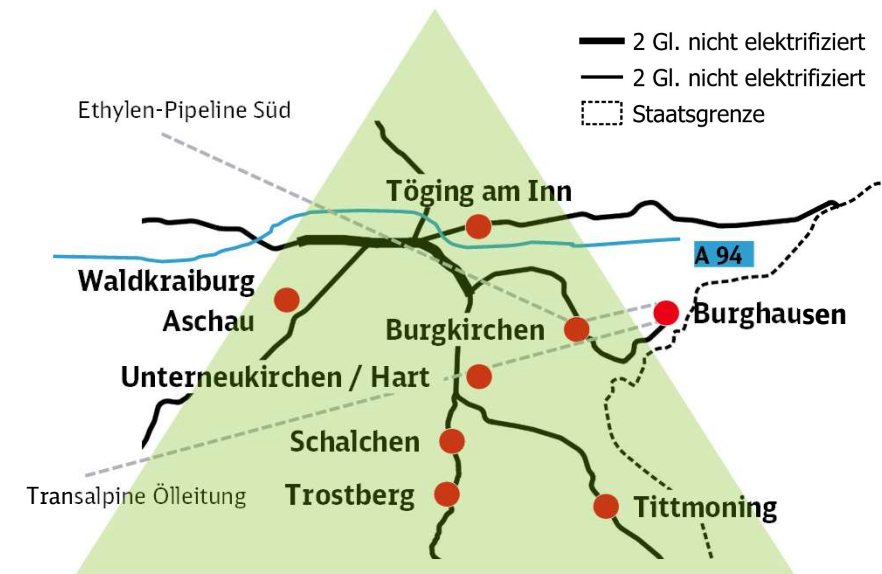 2 Gl. nicht elektrifiziert
2 Gl. nicht elektrifiziert
Staatsgrenze
Ethylen-Pipeline Süd
Töging am Inn
A 94
Waldkraiburg
Aschau
Burghausen
Burgkirchen
Unterneukirchen / Hart
Schalchen
Transalpine Ölleitung
Trostberg
Tittmoning